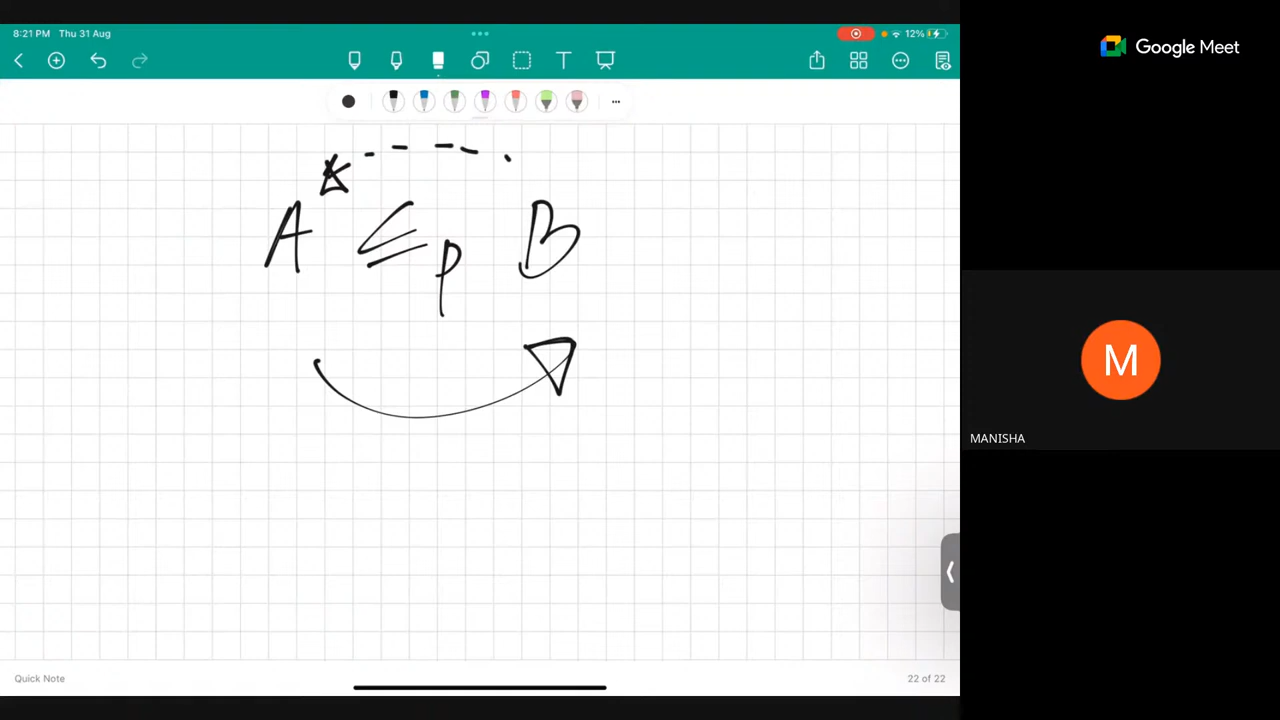 8:21 PM Thu 31 Aug
12%
Google Meet
T
A ≤p B
M
MANISHA
Quick Note
22 of 22